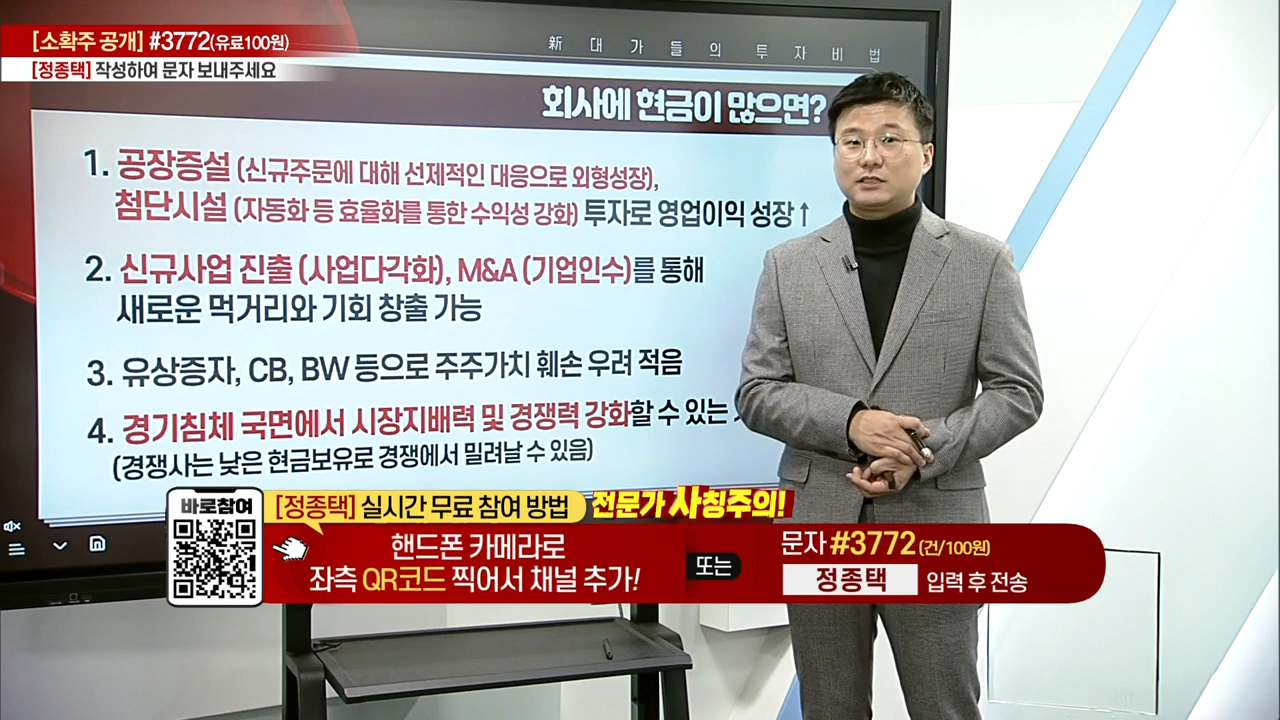 [소확주 공개] #3772(유료100원)
[정종택] 작성하여 문자 보내주세요
新 대가들의 투자비법
회사에 현금이 많으면?
1. 공장증설 (신규주문에 대해 선제적인 대응으로 외형성장),
첨단시설 (자동화 등 효율화를 통한 수익성 강화) 투자로 영업이익 성장↑
2. 신규사업 진출 (사업다각화), M&A (기업인수)를 통해
새로운 먹거리와 기회 창출 가능
3. 유상증자, CB, BW 등으로 주주가치 훼손 우려 적음
4. 경기침체 국면에서 시장지배력 및 경쟁력 강화할 수 있는
(경쟁사는 낮은 현금보유로 경쟁에서 밀려날 수 있음)
바로참여
[정종택] 실시간 무료 참여 방법
전문가 사칭주의!
핸드폰 카메라로
좌측 QR코드 찍어서 채널 추가!
또는
문자 #3772 (건/100원)
정종택 입력 후 전송